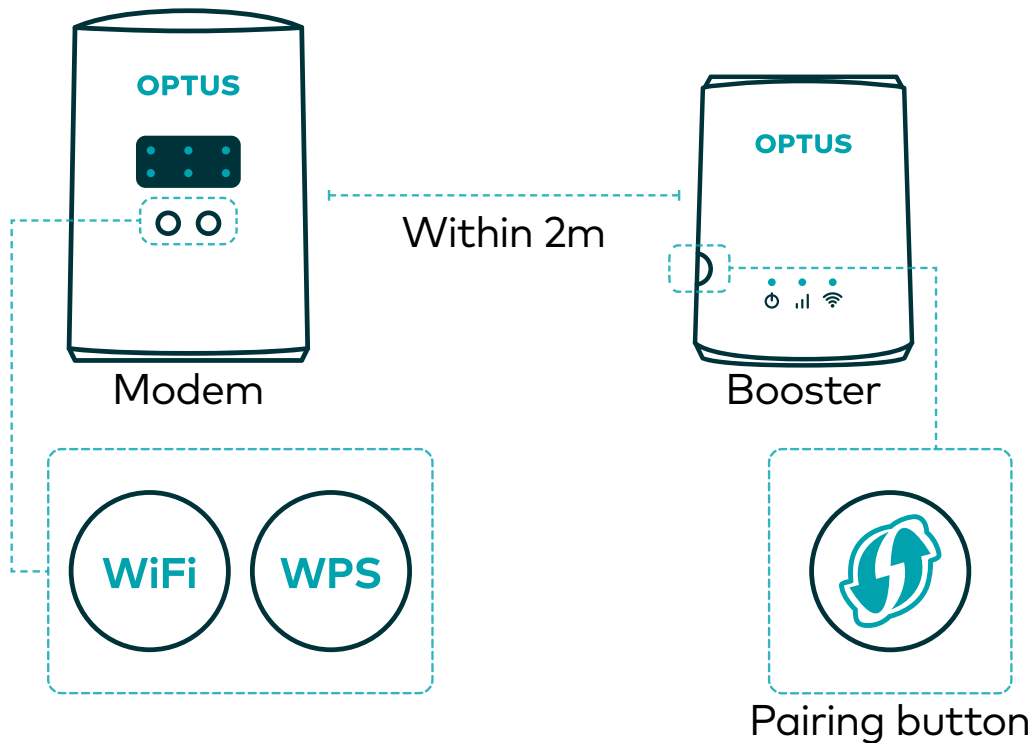 OPTUS
OPTUS
Within 2m
Modem
Booster
WiFi
WPS
Pairing button